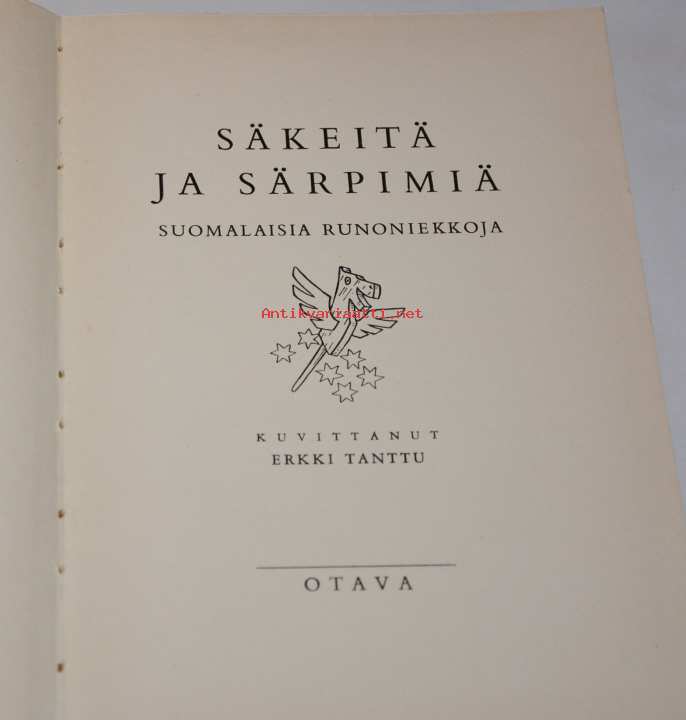 SÄKEITÄ
JA SÄRPIMIÄ
SUOMALAISIA RUNONIEKKOJA
Antikvariaatti.net
KUVITTANUT
ERKKI TANTTU
OTAVA